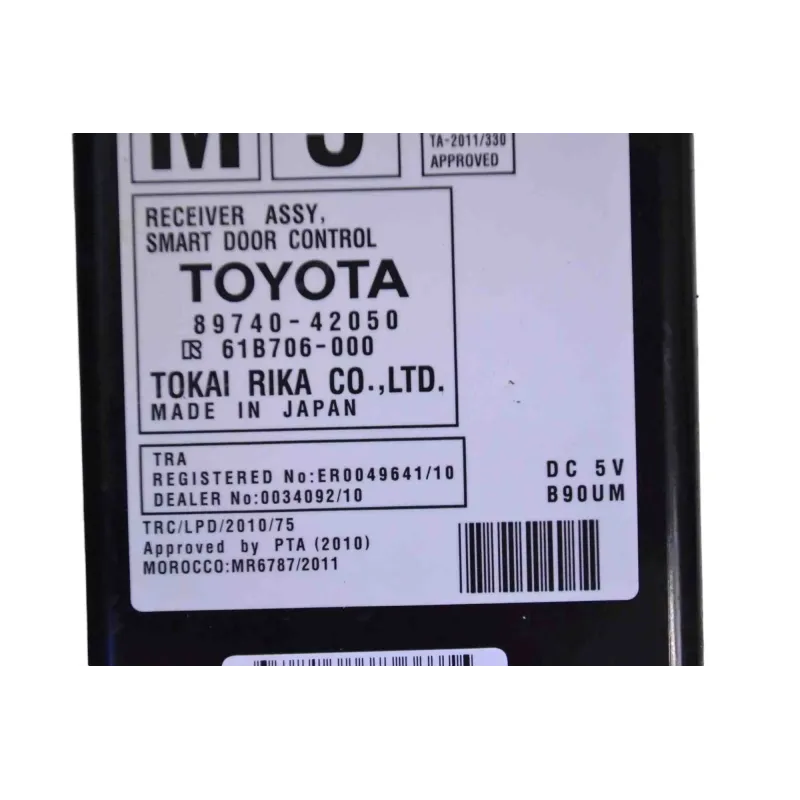 M J
TA-2011/330
APPROVED
RECEIVER ASSY,
SMART DOOR CONTROL
TOYOTA
89740-42050
61B706-000
TOKAI RIKA CO.,LTD.
MADE IN JAPAN
TRA
REGISTERED No:ER0049641/10
DEALER No:0034092/10
DC 5V
B90UM
TRC/LPD/2010/75
Approved by PTA (2010)
MOROCCO:MR6787/2011